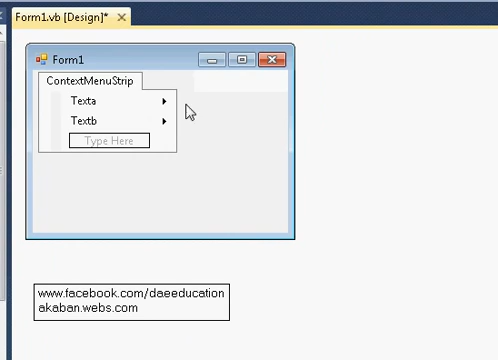 Form1.vb [Design]*
Form1
ContextMenuStrip
Texta
Textb
Type Here
www.facebook.com/daeeducation
akaban.webs.com